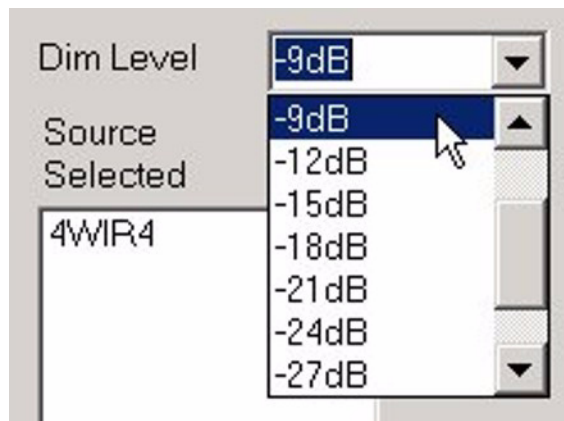 Dim Level
-9dB
Source
Selected
4WIR4
-9dB
-12dB
-15dB
-18dB
-21dB
-24dB
-27dB